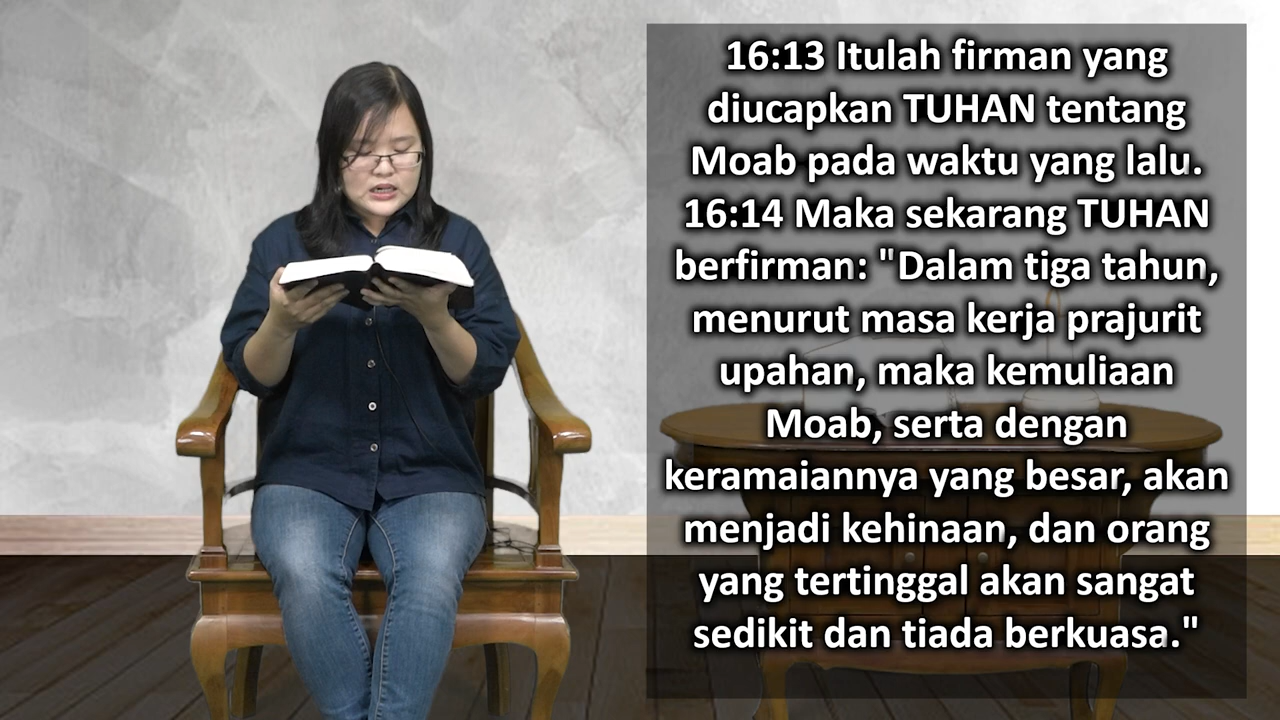 16:13 Itulah firman yang
diucapkan TUHAN tentang
Moab pada waktu yang lalu.
16:14 Maka sekarang TUHAN
berfirman: "Dalam tiga tahun,
menurut masa kerja prajurit
upahan, maka kemuliaan
Moab, serta dengan
keramaiannya yang besar, akan
menjadi kehinaan, dan orang
yang tertinggal akan sangat
sedikit dan tiada berkuasa."